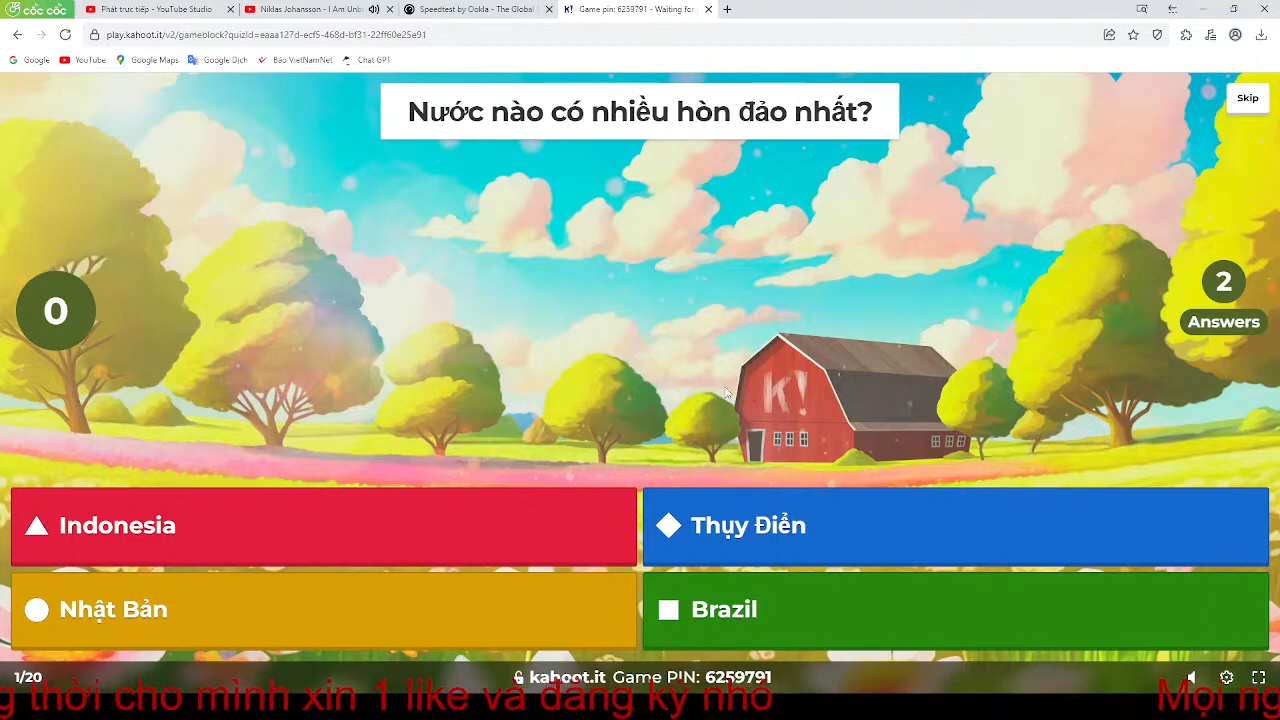 cốc cốc
Phát trực tiếp - YouTube Studio
Niklas Johansson - I Am Unb
Speedtest by Ookla - The Global
K! Game pin: 6259791 - Waiting for
play.kahoot.it/v2/gameblock?quizId=eaaa127d-ecf5-468d-bf31-22ff60e25e91
Google YouTube Google Maps Google Dịch Báo VietNamNet Chat GPT
Nước nào có nhiều hòn đảo nhất?
Skip
0
2
Answers
K!
Indonesia
Thụy Điển
Nhật Bản
Brazil
1/20
kahoot.it Game PIN: 6259791
thời cho mình xin 1 like và đăng ký nhỏ
Mọi